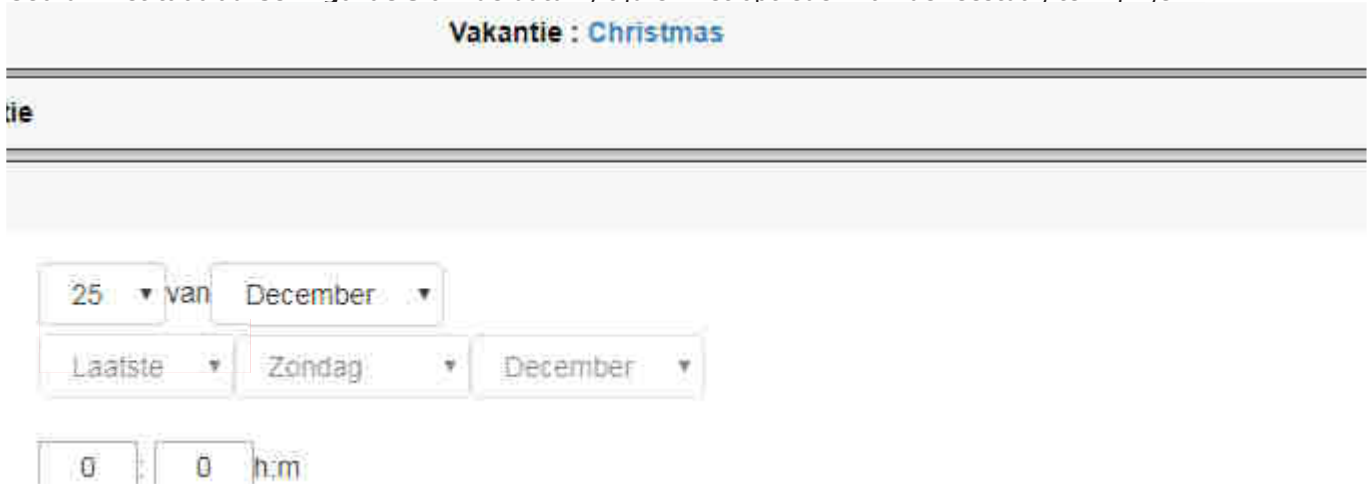 Vakantie : Christmas
tie
25 van December
Laatste Zondag December
0 : 0 h:m